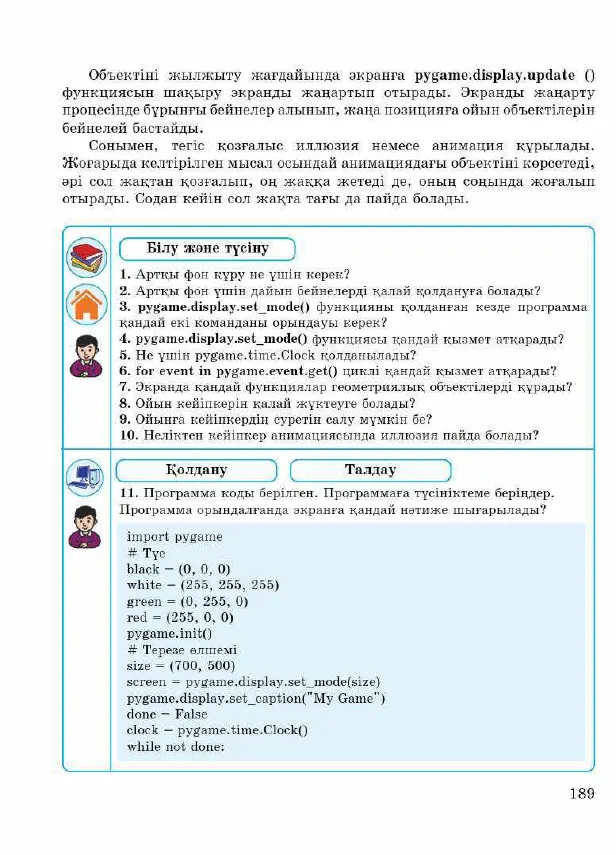 Объектіні жылжыту жағдайында экранға pygame.display.update ()
функциясын шақыру экранды жаңартып отырады. Экранды жаңарту
процесінде бұрынғы бейнелер алынып, жаңа позицияға ойын объектілерін
бейнелей бастайды.
Сонымен, тегіс қозғалыс иллюзия немесе анимация құрылады.
Жоғарыда келтірілген мысал осындай анимациядағы объектіні көрсетеді,
әрі сол жақтан қозғалып, оң жаққа жетеді де, оның соңында жоғалып
отырады. Содан кейін сол жақта тағы да пайда болады.
Білу және түсіну
1. Артқы фон құру не үшін керек?
2. Артқы фон үшін дайын бейнелерді қалай қолдануға болады?
3. pygame.display.set_mode() функцияны қолданған кезде программа
қандай екі команданы орындауы керек?
4. pygame.display.set_mode() функциясы қандай қызмет атқарады?
5. Не үшін pygame.time.Clock қолданылады?
6. for event in pygame.event.get() циклі қандай қызмет атқарады?
7. Экранда қандай функциялар геометриялық объектілерді құрады?
8. Ойын кейіпкерін қалай жүктеуге болады?
9. Ойынға кейіпкердің суретін салу мүмкін бе?
10. Неліктен кейіпкер анимациясында иллюзия пайда болады?
Қолдану
Талдау
11. Программа коды берілген. Программаға түсініктеме беріңдер.
Программа орындалғанда экранға қандай нәтиже шығарылады?
import pygame
# Түс
black = (0, 0, 0)
white = (255, 255, 255)
green = (0, 255, 0)
red = (255, 0, 0)
pygame.init()
# Терезе өлшемі
size = (700, 500)
screen = pygame.display.set_mode(size)
pygame.display.set_caption("My Game")
done = False
clock = pygame.time.Clock()
while not done:
189